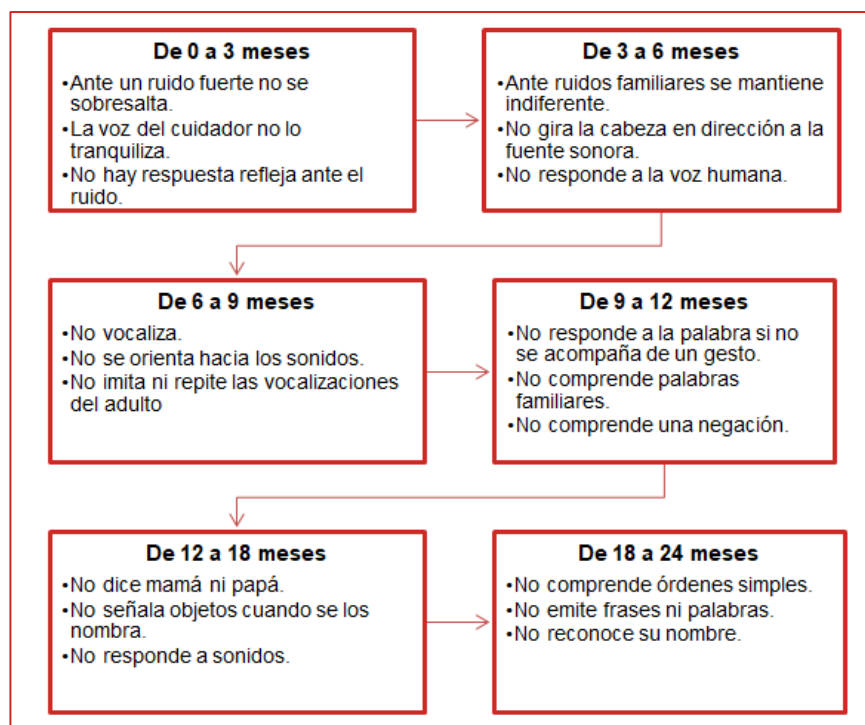 De 0 a 3 meses
•Ante un ruido fuerte no se
sobresalta.
•La voz del cuidador no lo
tranquiliza.
•No hay respuesta refleja ante el
ruido.
De 3 a 6 meses
•Ante ruidos familiares se mantiene
indiferente.
•No gira la cabeza en dirección a la
fuente sonora.
•No responde a la voz humana.
De 6 a 9 meses
•No vocaliza.
•No se orienta hacia los sonidos.
•No imita ni repite las vocalizaciones
del adulto
De 9 a 12 meses
•No responde a la palabra si no
se acompaña de un gesto.
•No comprende palabras
familiares.
•No comprende una negación.
De 12 a 18 meses
•No dice mamá ni papá.
•No señala objetos cuando se los
nombra.
•No responde a sonidos.
De 18 a 24 meses
•No comprende órdenes simples.
•No emite frases ni palabras.
•No reconoce su nombre.